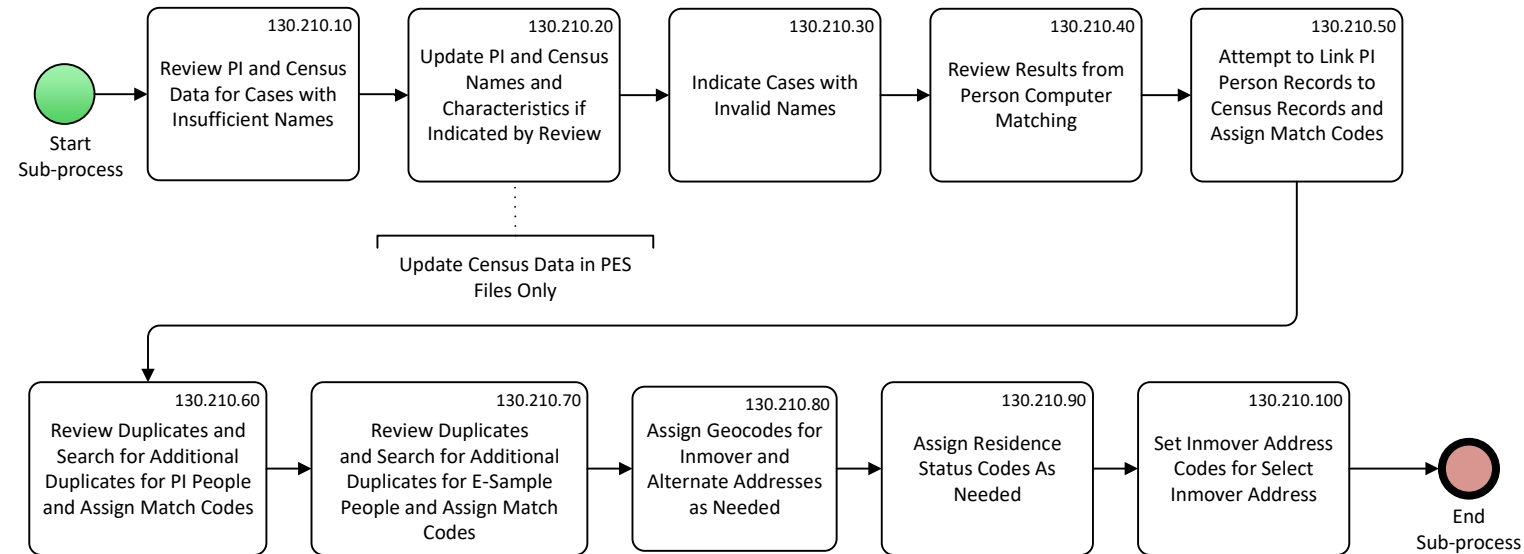 130.210.10
Review PI and Census
Data for Cases with
Insufficient Names
130.210.20
Update PI and Census
Names and
Characteristics if
Indicated by Review
130.210.30
Indicate Cases with
Invalid Names
130.210.40
Review Results from
Person Computer
Matching
130.210.50
Attempt to Link PI
Person Records to
Census Records and
Assign Match Codes
Start
Sub-process
Update Census Data in PES
Files Only
130.210.60
Review Duplicates and
Search for Additional
Duplicates for PI People
and Assign Match Codes
130.210.70
Review Duplicates
and Search for Additional
Duplicates for E-Sample
People and Assign Match
Codes
130.210.80
Assign Geocodes for
Inmover and
Alternate Addresses
as Needed
130.210.90
Assign Residence
Status Codes As
Needed
130.210.100
Set Inmover Address
Codes for Select
Inmover Address
End
Sub-process